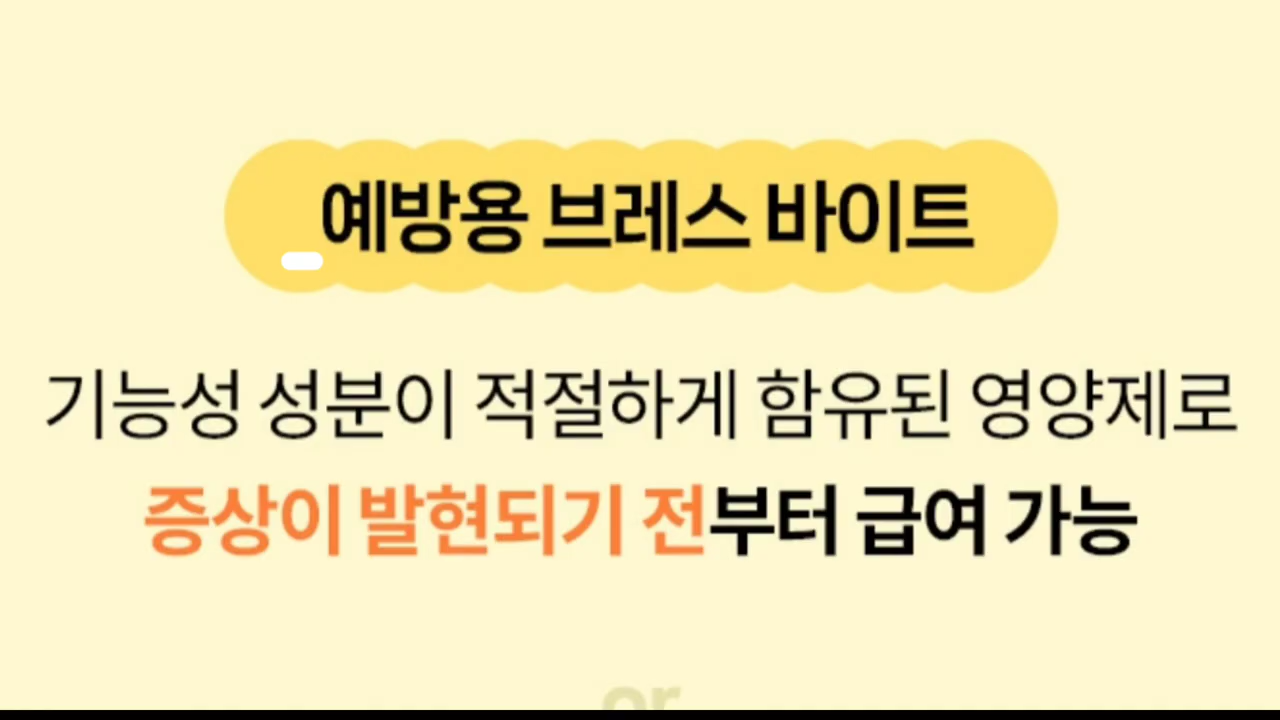 예방용 브레스 바이트
기능성 성분이 적절하게 함유된 영양제로
증상이 발현되기 전부터 급여 가능
or